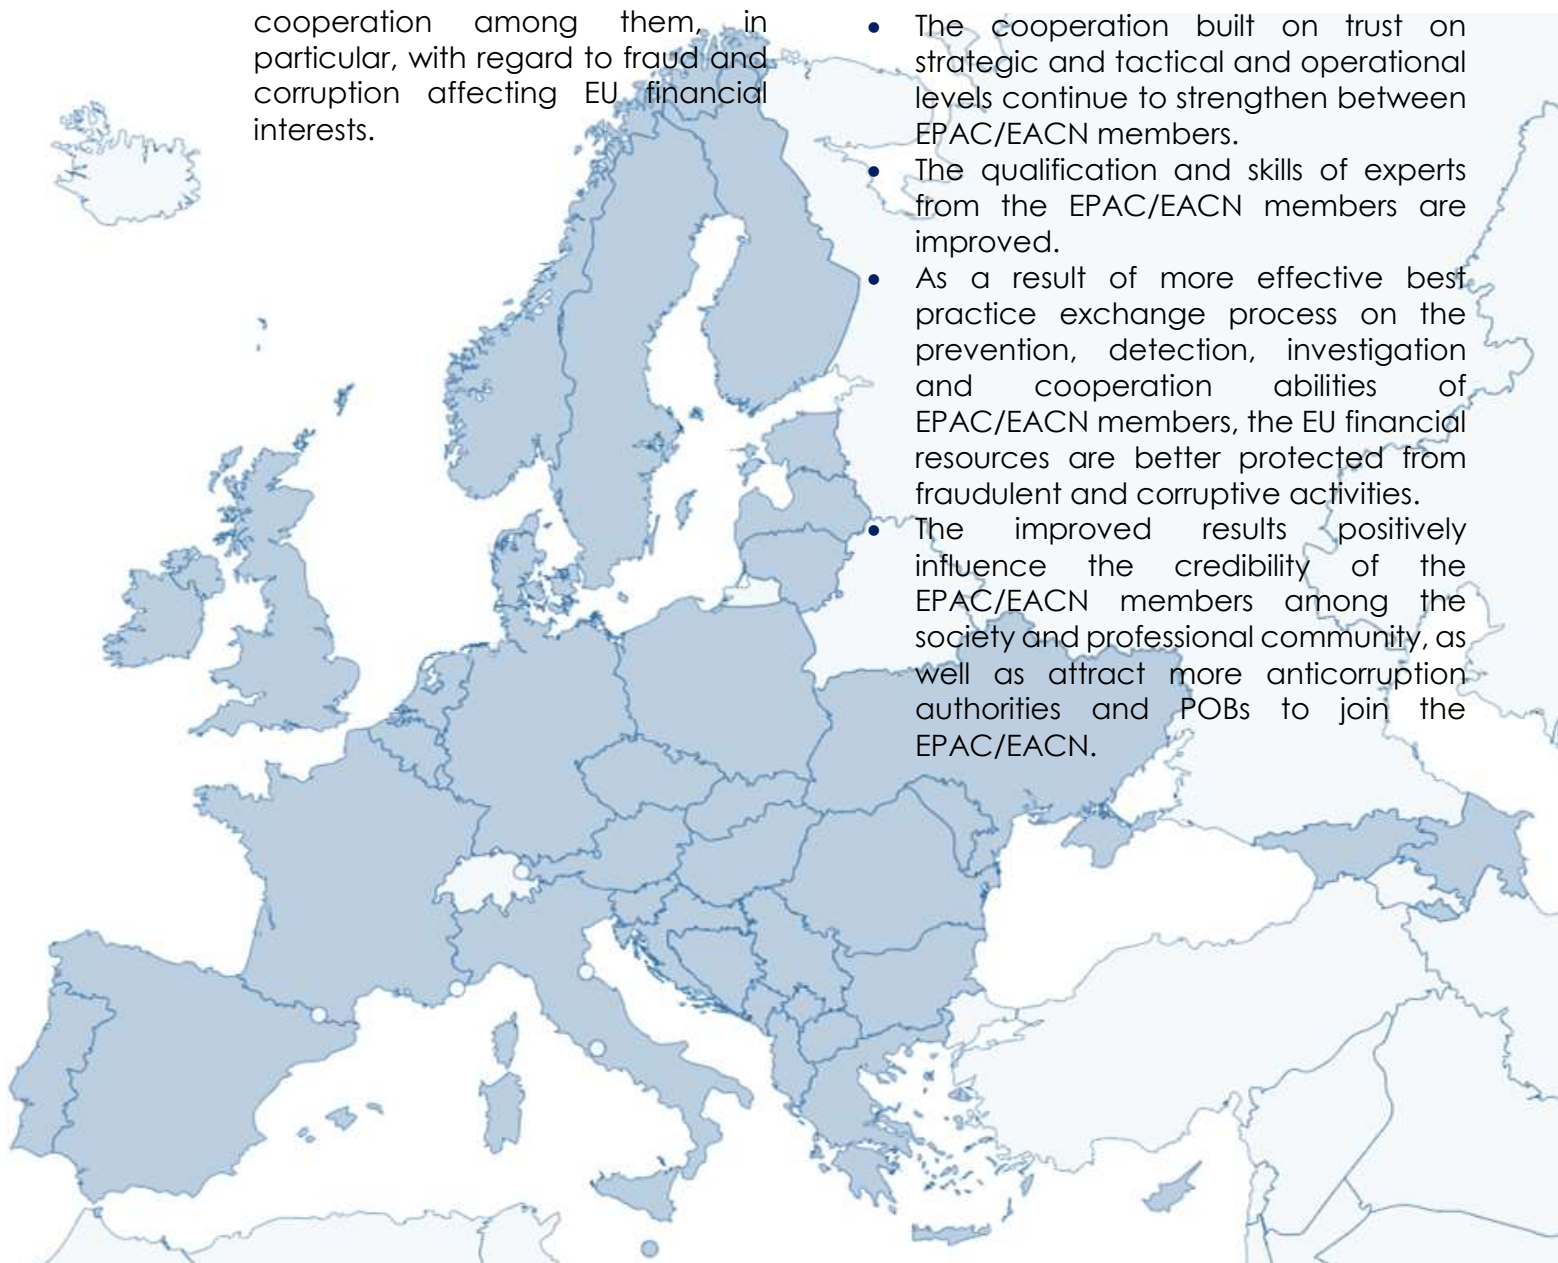 cooperation among them, in
particular, with regard to fraud and
corruption affecting EU financial
interests.
• The cooperation built on trust on
strategic and tactical and operational
levels continue to strengthen between
EPAC/EACN members.
• The qualification and skills of experts
from the EPAC/EACN members are
improved.
• As a result of more effective best
practice exchange process on the
prevention, detection, investigation
and cooperation abilities of
EPAC/EACN members, the EU financial
resources are better protected from
fraudulent and corruptive activities.
• The improved results positively
influence the credibility of the
EPAC/EACN members among the
society and professional community, as
well as attract more anticorruption
authorities and POBs to join the
EPAC/EACN.